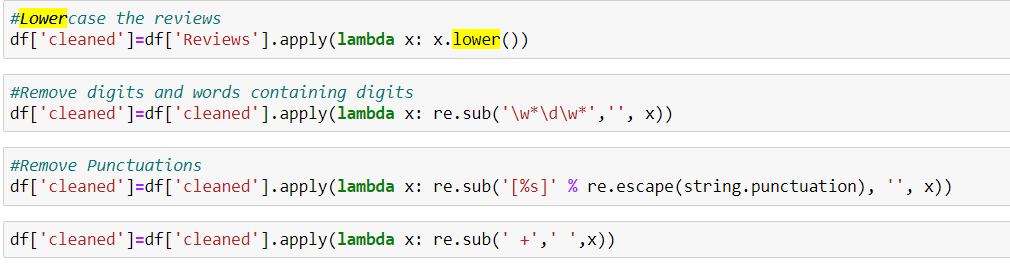 #Lowercase the reviews
df['cleaned']=df['Reviews'].apply(lambda x: x.lower())
#Remove digits and words containing digits
df['cleaned']=df['cleaned'].apply(lambda x: re.sub('\w*\d\w*','', x))
#Remove Punctuations
df['cleaned']=df['cleaned'].apply(lambda x: re.sub('[%s]' % re.escape(string.punctuation), '', x))
df['cleaned']=df['cleaned'].apply(lambda x: re.sub(' +',' ',x))